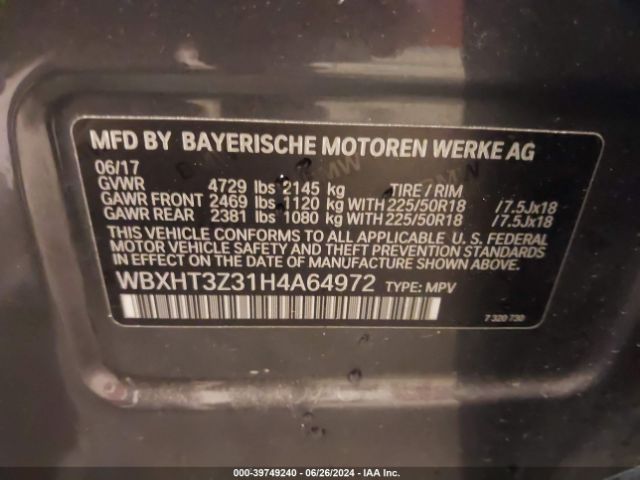 MFD BY BAYERISCHE MOTOREN WERKE AG
06/17
GVWR 4729 lbs 2145 kg TIRE / RIM
GAWR FRONT 2469 lbs 1120 kg WITH 225/50R18 /7.5Jx18
GAWR REAR 2381 lbs 1080 kg WITH 225/50R18 /7.5Jx18
THIS VEHICLE CONFORMS TO ALL APPLICABLE U. S. FEDERAL
MOTOR VEHICLE SAFETY AND THEFT PREVENTION STANDARDS
IN EFFECT ON THE DATE OF MANUFACTURE SHOWN ABOVE.
WBXHT3Z31H4A64972 TYPE: MPV
7 320 730
000-39749240 | 06/26/2024 | IAA Inc.